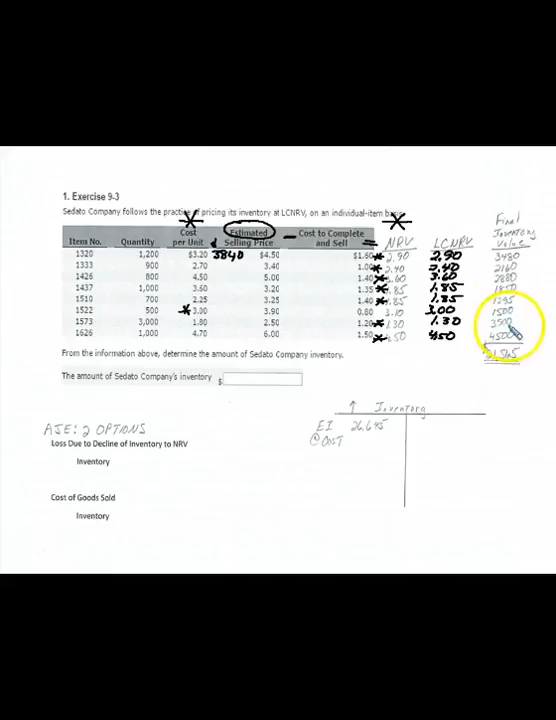 1. Exercise 9-3
Sedato Company follows the practice of pricing its inventory at LCNRV, on an individual-item basis.
Final
Inventory
Value
Item No. Quantity Cost per Unit Estimated Selling Price Cost to Complete and Sell = NRV LCNRV
1320 1,200 $3.20 3840 $4.50 $1.60 2.90 2.90 3480
1333 900 2.70 3.40 1.00 2.40 2.40 2160
1426 800 4.50 5.00 1.40 3.60 3.60 2880
1437 1,000 3.60 3.20 1.35 1.85 1.85 1850
1510 700 2.25 3.25 1.40 1.85 1.85 1295
1522 500 3.00 3.90 0.80 3.10 3.00 1500
1573 3,000 1.80 2.50 1.20 1.30 1.30
1626 1,000 4.70 6.00 1.50 4.50 4.50 4500
From the information above, determine the amount of Sedato Company inventory.
The amount of Sedato Company's inventory $
↑ Inventory
AJE: 2 OPTIONS
EI 26,645
@ COST
Loss Due to Decline of Inventory to NRV
Inventory
Cost of Goods Sold
Inventory